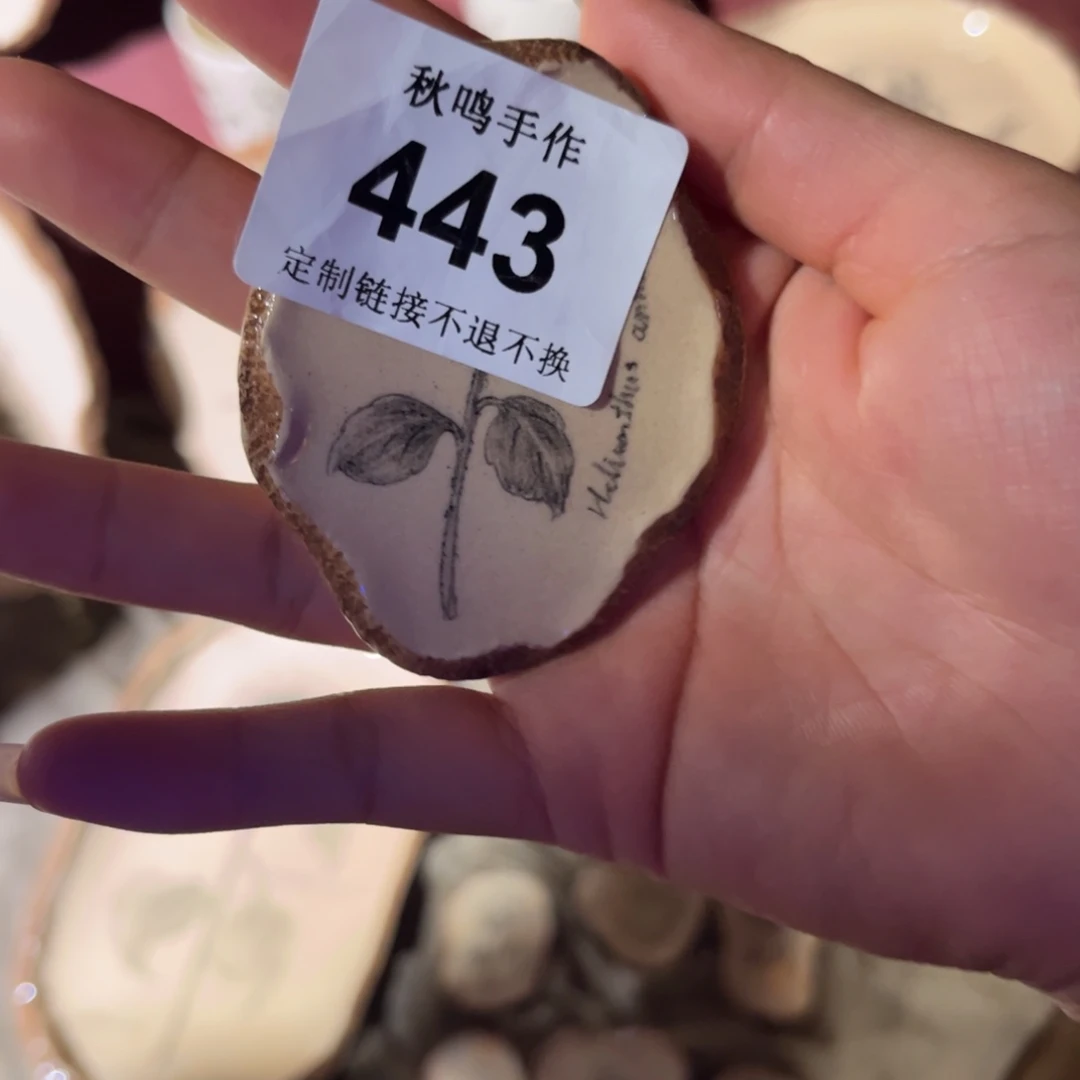 秋鸣手作
443
定制链接不退不换
Helianthus